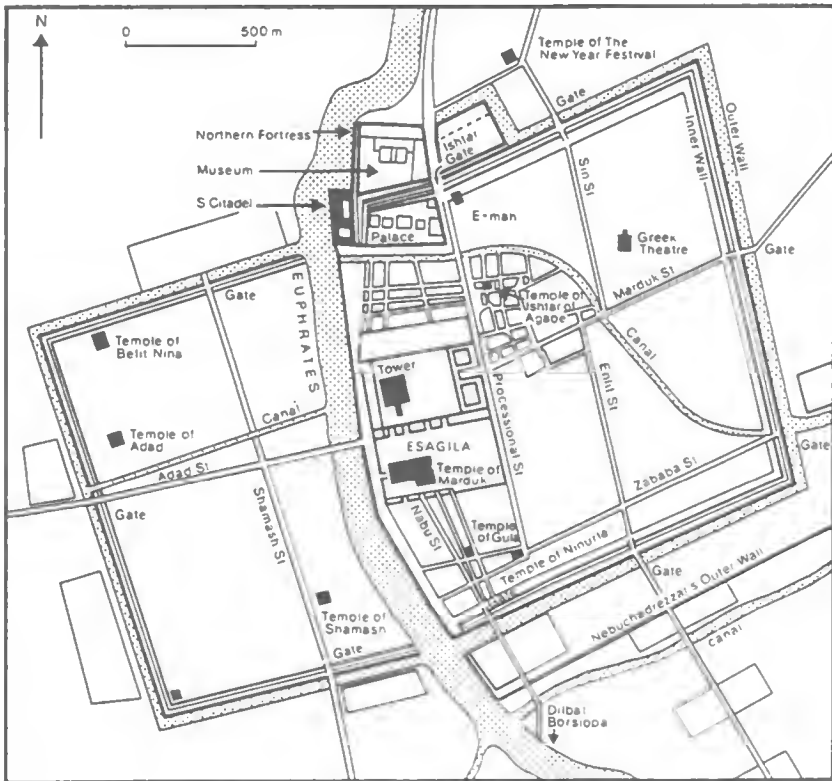 N
0 500 m
Temple of The
New Year Festival
Gate
Outer Wall
Northern Fortress
Ishtar
Gate
Inner Wall
Museum
Sin St
S Citadel
E-mah
Palace
Greek
Theatre
Gate
Marduk St
Gate
EUPHRATES
Temple of
Ishtar of
Agade
Temple of
Belit Nina
Canal
Tower
Processional St
Enlil St
Canal
Temple of
Adad
ESAGILA
Gate
Adad St
Temple of
Marduk
Zababa St
Gate
Shamash St
Nabu St
Temple
of Gula
Temple of Ninurta
Gate
Nebuchadrezzar s Outer Wall
Temple of
Shamash
Canal
Gate
Dilbat
Borsippa